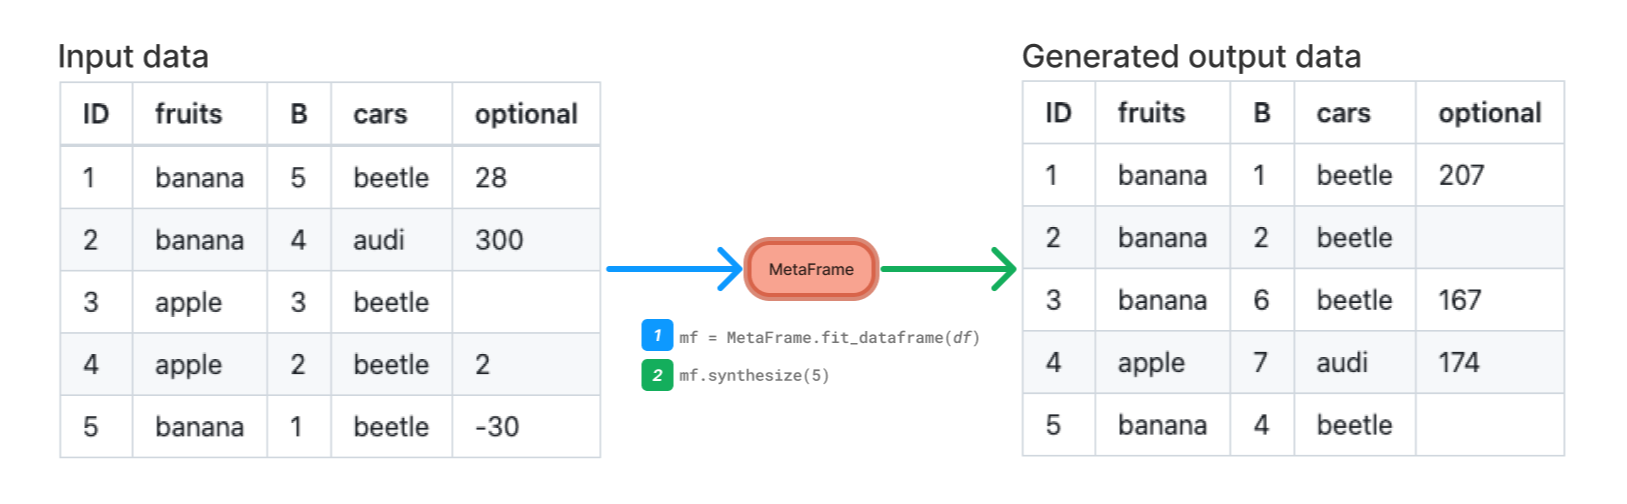 Input data
ID fruits B cars optional
1 banana 5 beetle 28
2 banana 4 audi 300
3 apple 3 beetle
4 apple 2 beetle 2
5 banana 1 beetle -30
MetaFrame
1 mf = MetaFrame.fit_dataframe(df)
2 mf.synthesize(5)
Generated output data
ID fruits B cars optional
1 banana 1 beetle 207
2 banana 2 beetle
3 banana 6 beetle 167
4 apple 7 audi 174
5 banana 4 beetle